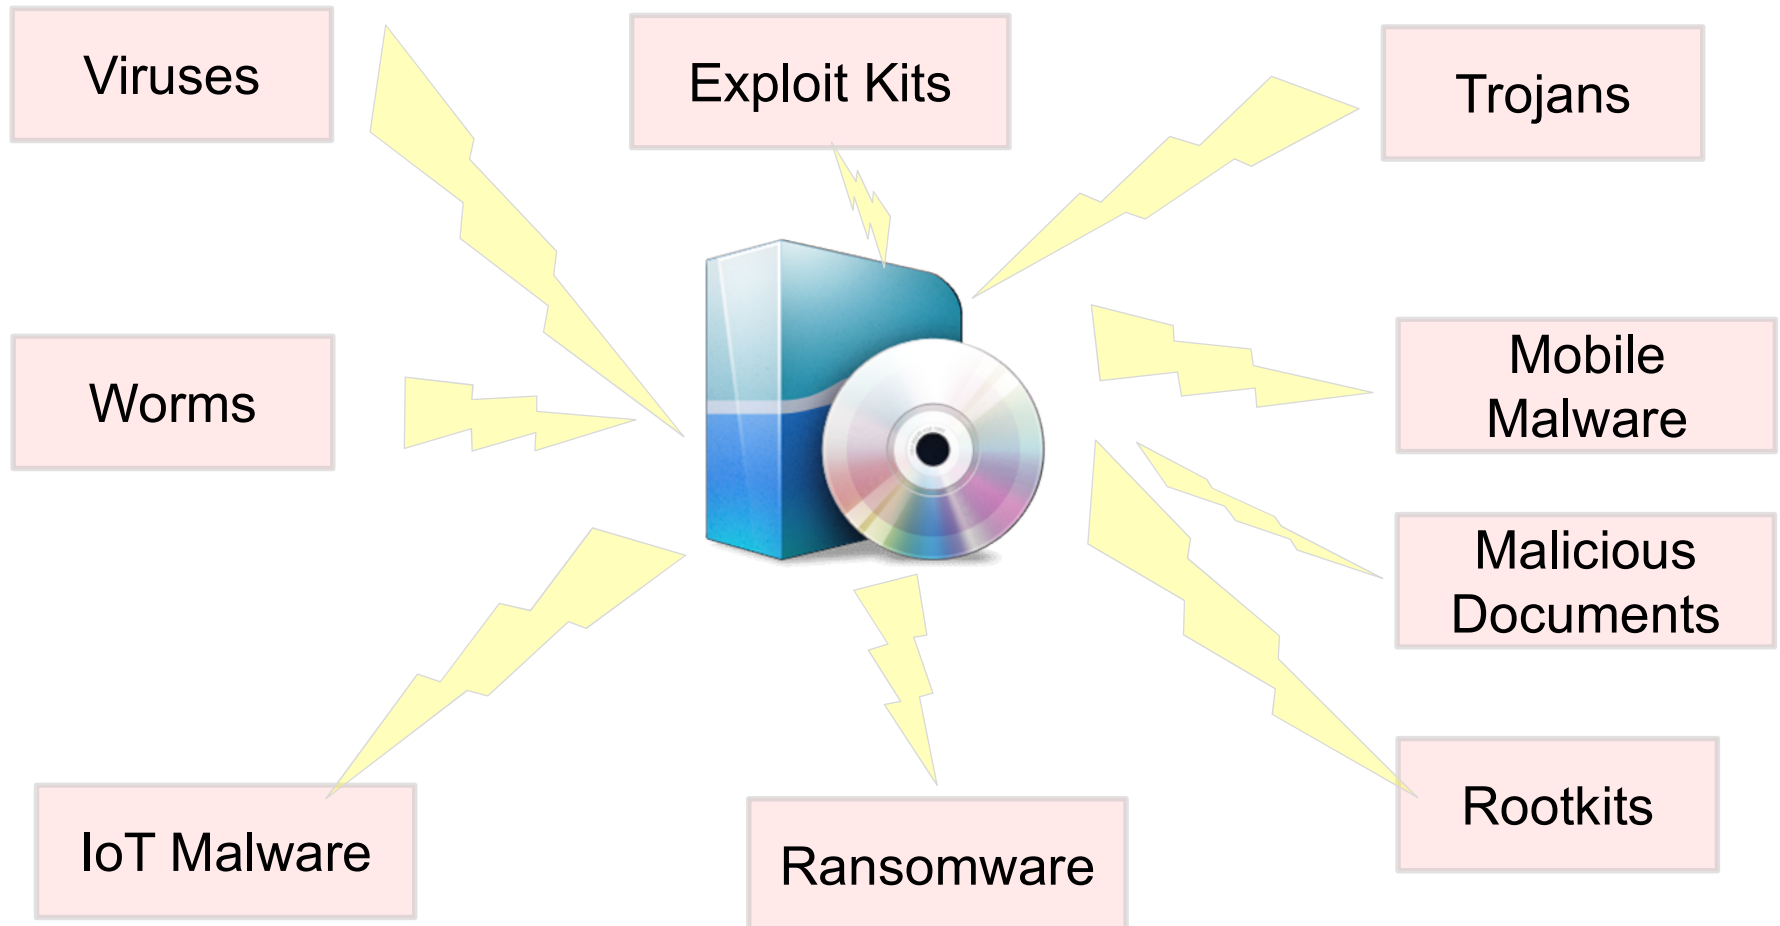 Viruses
Exploit Kits
Trojans
Worms
Mobile
Malware
Malicious
Documents
IoT Malware
Ransomware
Rootkits